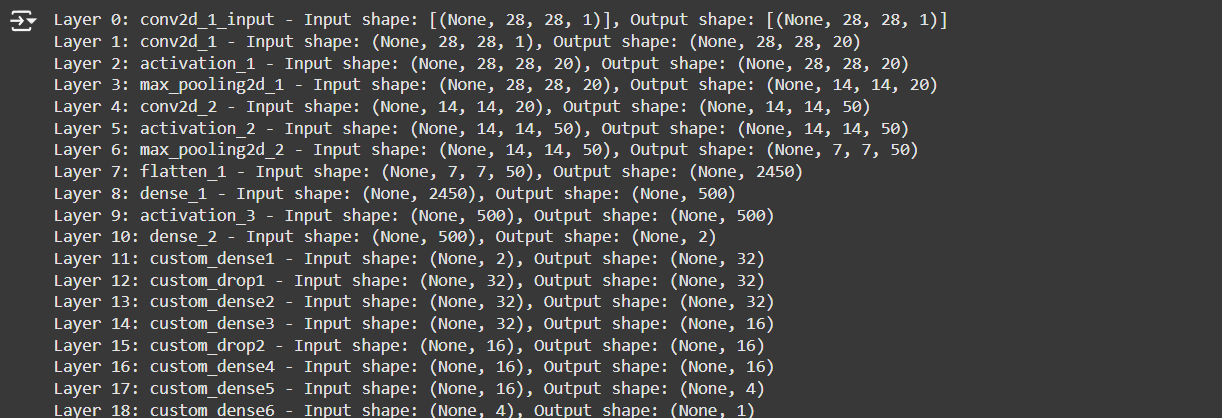 Layer 0: conv2d_1_input - Input shape: [(None, 28, 28, 1)], Output shape: [(None, 28, 28, 1)]
Layer 1: conv2d_1 - Input shape: (None, 28, 28, 1), Output shape: (None, 28, 28, 20)
Layer 2: activation_1 - Input shape: (None, 28, 28, 20), Output shape: (None, 28, 28, 20)
Layer 3: max_pooling2d_1 - Input shape: (None, 28, 28, 20), Output shape: (None, 14, 14, 20)
Layer 4: conv2d_2 - Input shape: (None, 14, 14, 20), Output shape: (None, 14, 14, 50)
Layer 5: activation_2 - Input shape: (None, 14, 14, 50), Output shape: (None, 14, 14, 50)
Layer 6: max_pooling2d_2 - Input shape: (None, 14, 14, 50), Output shape: (None, 7, 7, 50)
Layer 7: flatten_1 - Input shape: (None, 7, 7, 50), Output shape: (None, 2450)
Layer 8: dense_1 - Input shape: (None, 2450), Output shape: (None, 500)
Layer 9: activation_3 - Input shape: (None, 500), Output shape: (None, 500)
Layer 10: dense_2 - Input shape: (None, 500), Output shape: (None, 2)
Layer 11: custom_dense1 - Input shape: (None, 2), Output shape: (None, 32)
Layer 12: custom_drop1 - Input shape: (None, 32), Output shape: (None, 32)
Layer 13: custom_dense2 - Input shape: (None, 32), Output shape: (None, 32)
Layer 14: custom_dense3 - Input shape: (None, 32), Output shape: (None, 16)
Layer 15: custom_drop2 - Input shape: (None, 16), Output shape: (None, 16)
Layer 16: custom_dense4 - Input shape: (None, 16), Output shape: (None, 16)
Layer 17: custom_dense5 - Input shape: (None, 16), Output shape: (None, 4)
Layer 18: custom_dense6 - Input shape: (None, 4), Output shape: (None, 1)